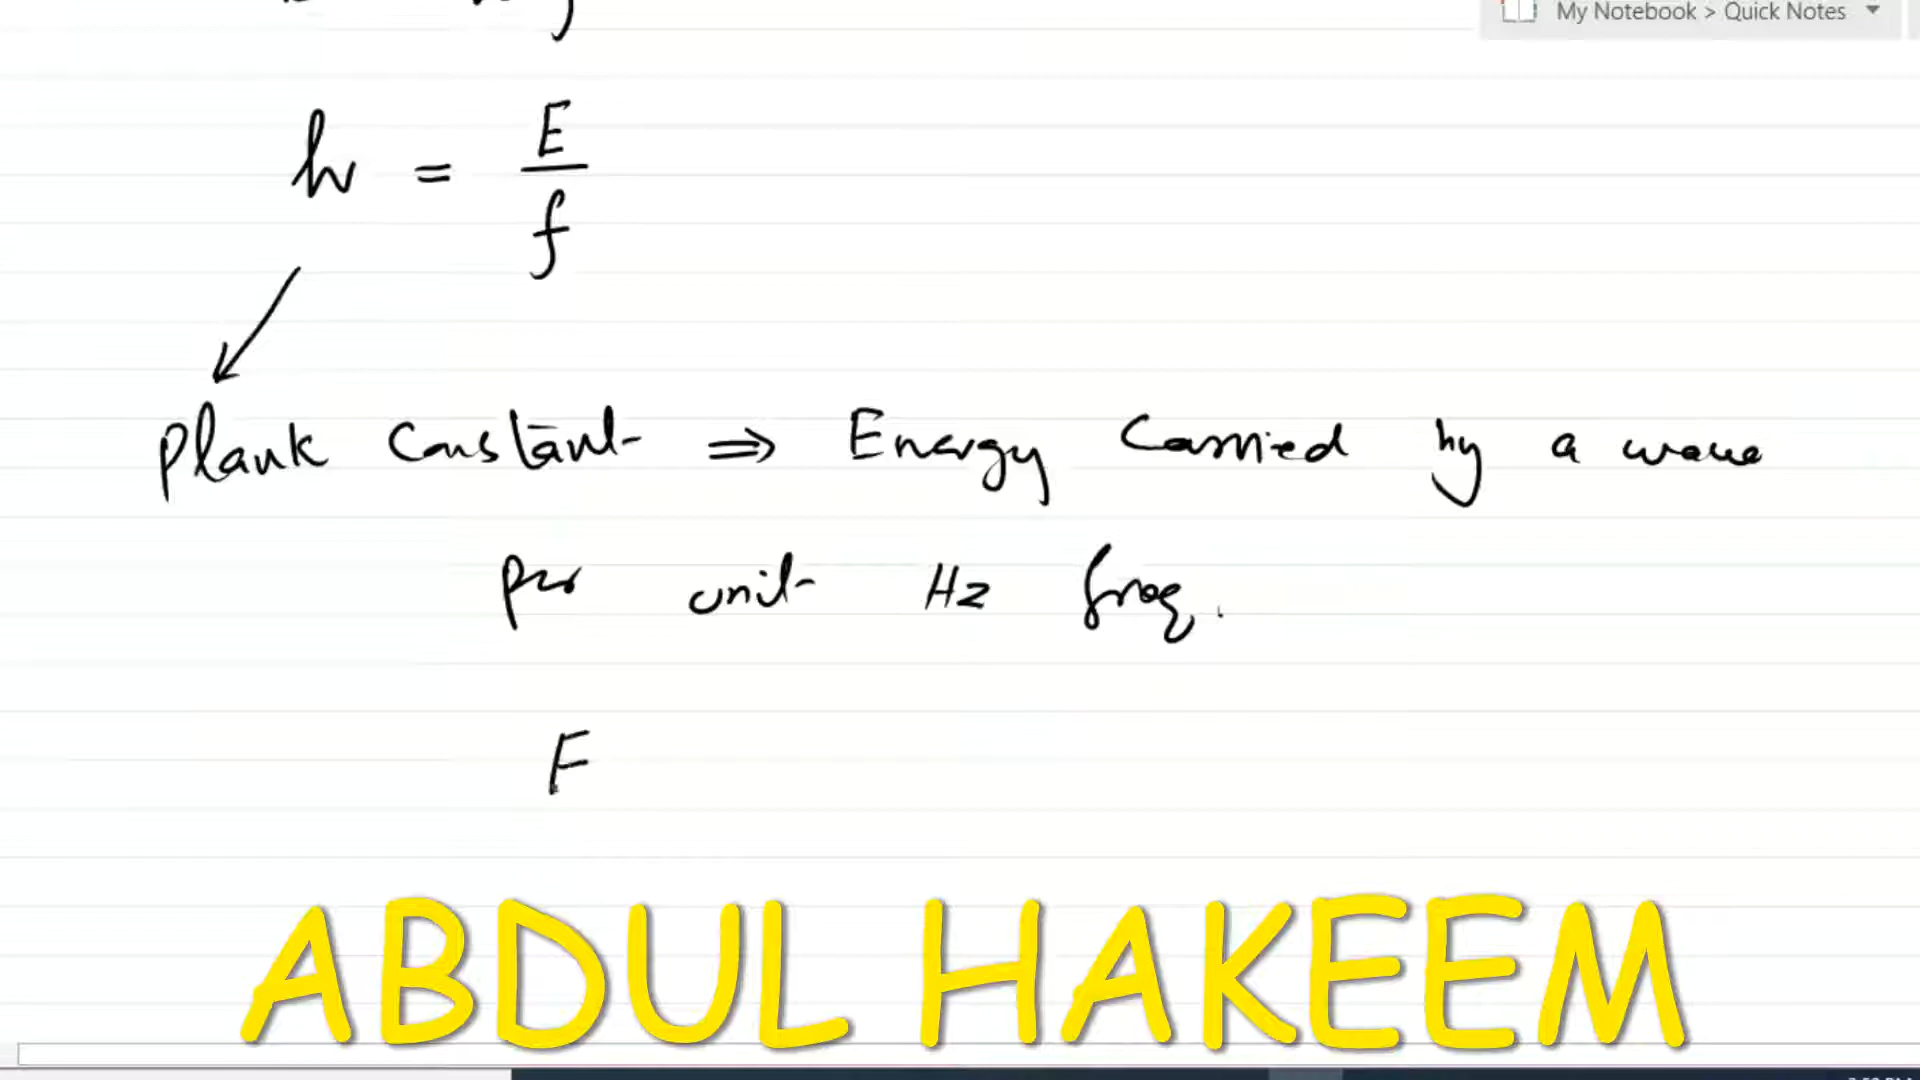 My Notebook > Quick Notes
h = E
f
Plank Constant ⇒ Energy Carried by a wave
per unit Hz freq.
F
ABDUL HAKEEM